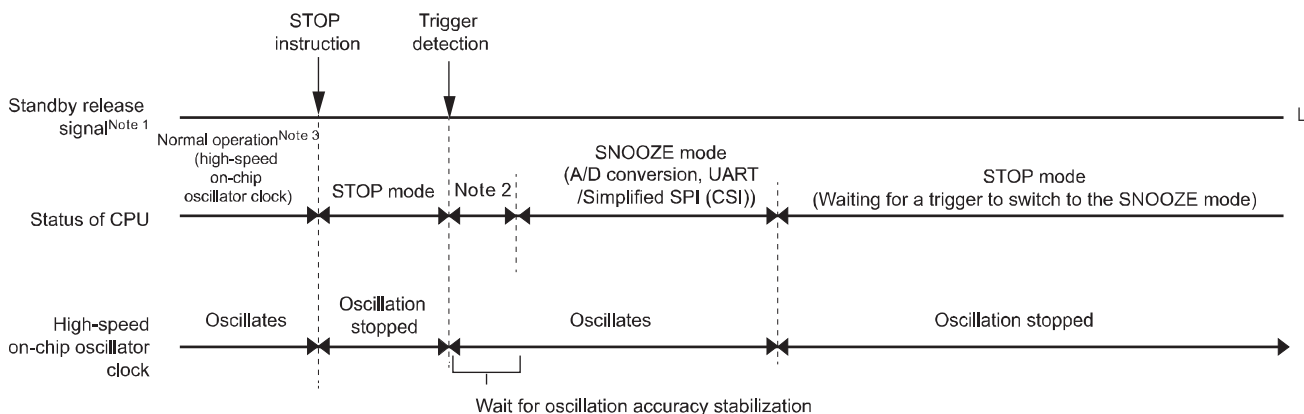 STOP
instruction
Trigger
detection
Standby release
signalNote 1
L
Normal operationNote 3
(high-speed
on-chip
oscillator clock)
STOP mode
Note 2
SNOOZE mode
(A/D conversion, UART
/Simplified SPI (CSI))
STOP mode
(Waiting for a trigger to switch to the SNOOZE mode)
Status of CPU
High-speed
on-chip oscillator
clock
Oscillates
Oscillation
stopped
Oscillates
Oscillation stopped
Wait for oscillation accuracy stabilization